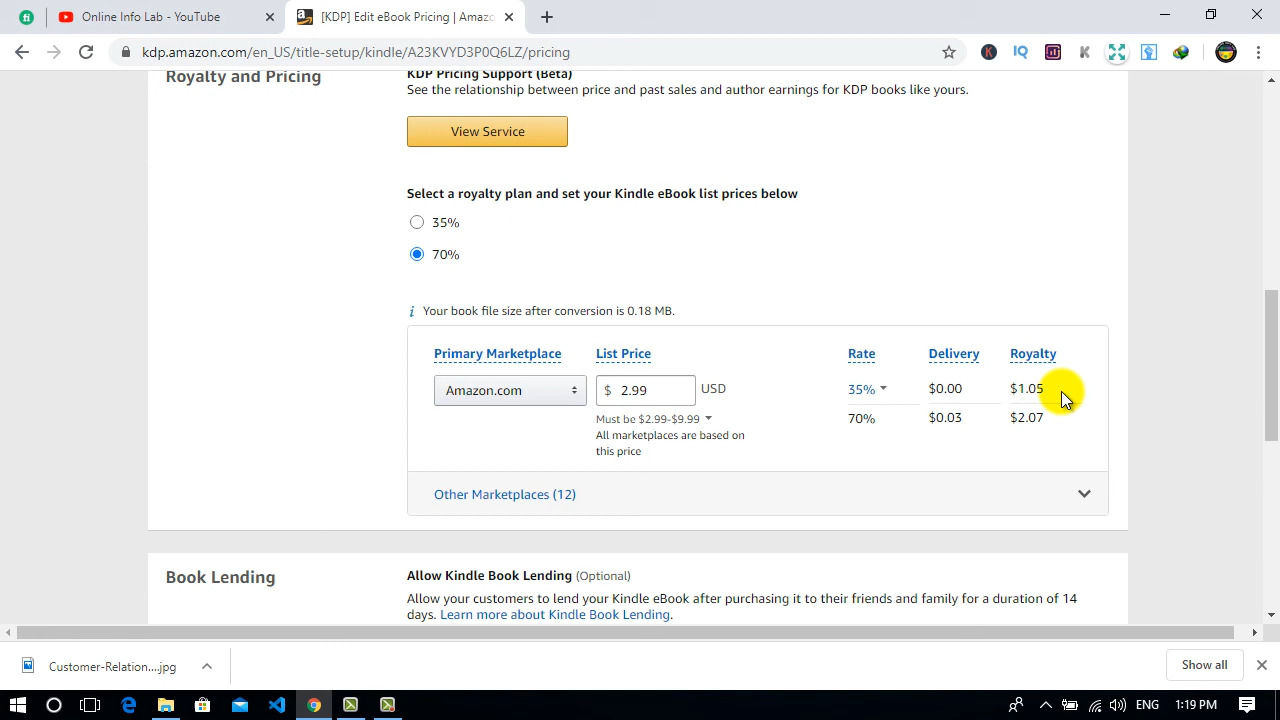 Online Info Lab - YouTube
[KDP] Edit eBook Pricing | Amazo
kdp.amazon.com/en_US/title-setup/kindle/A23KVYD3P0Q6LZ/pricing
Royalty and Pricing
KDP Pricing Support (Beta)
See the relationship between price and past sales and author earnings for KDP books like yours.
View Service
Select a royalty plan and set your Kindle eBook list prices below
35%
70%
Your book file size after conversion is 0.18 MB.
Primary Marketplace List Price Rate Delivery Royalty
Amazon.com $ 2.99 USD 35% $0.00 $1.05
Must be $2.99-$9.99 70% $0.03 $2.07
All marketplaces are based on
this price
Other Marketplaces (12)
Book Lending
Allow Kindle Book Lending (Optional)
Allow your customers to lend your Kindle eBook after purchasing it to their friends and family for a duration of 14
days. Learn more about Kindle Book Lending.
Customer-Relation....jpg
Show all
ENG 1:19 PM